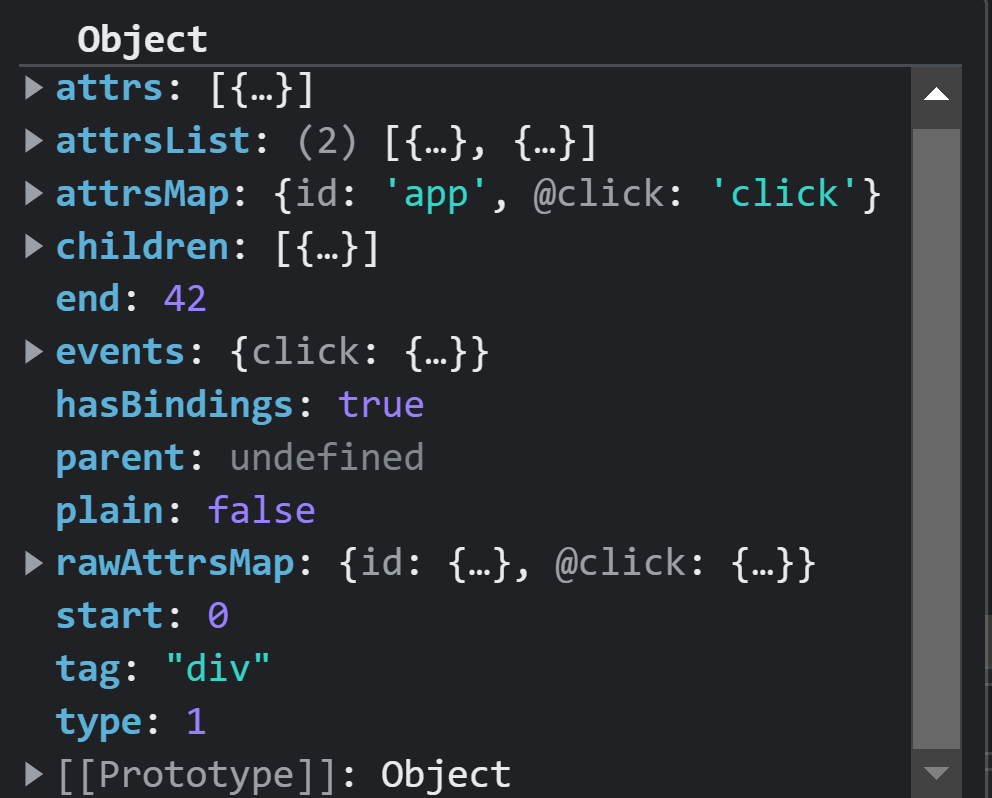 Object
attrs: [{…}]
attrsList: (2) [{…}, {…}]
attrsMap: {id: 'app', @click: 'click'}
children: [{…}]
end: 42
events: {click: {…}}
hasBindings: true
parent: undefined
plain: false
rawAttrsMap: {id: {…}, @click: {…}}
start: 0
tag: "div"
type: 1
[[Prototype]]: Object